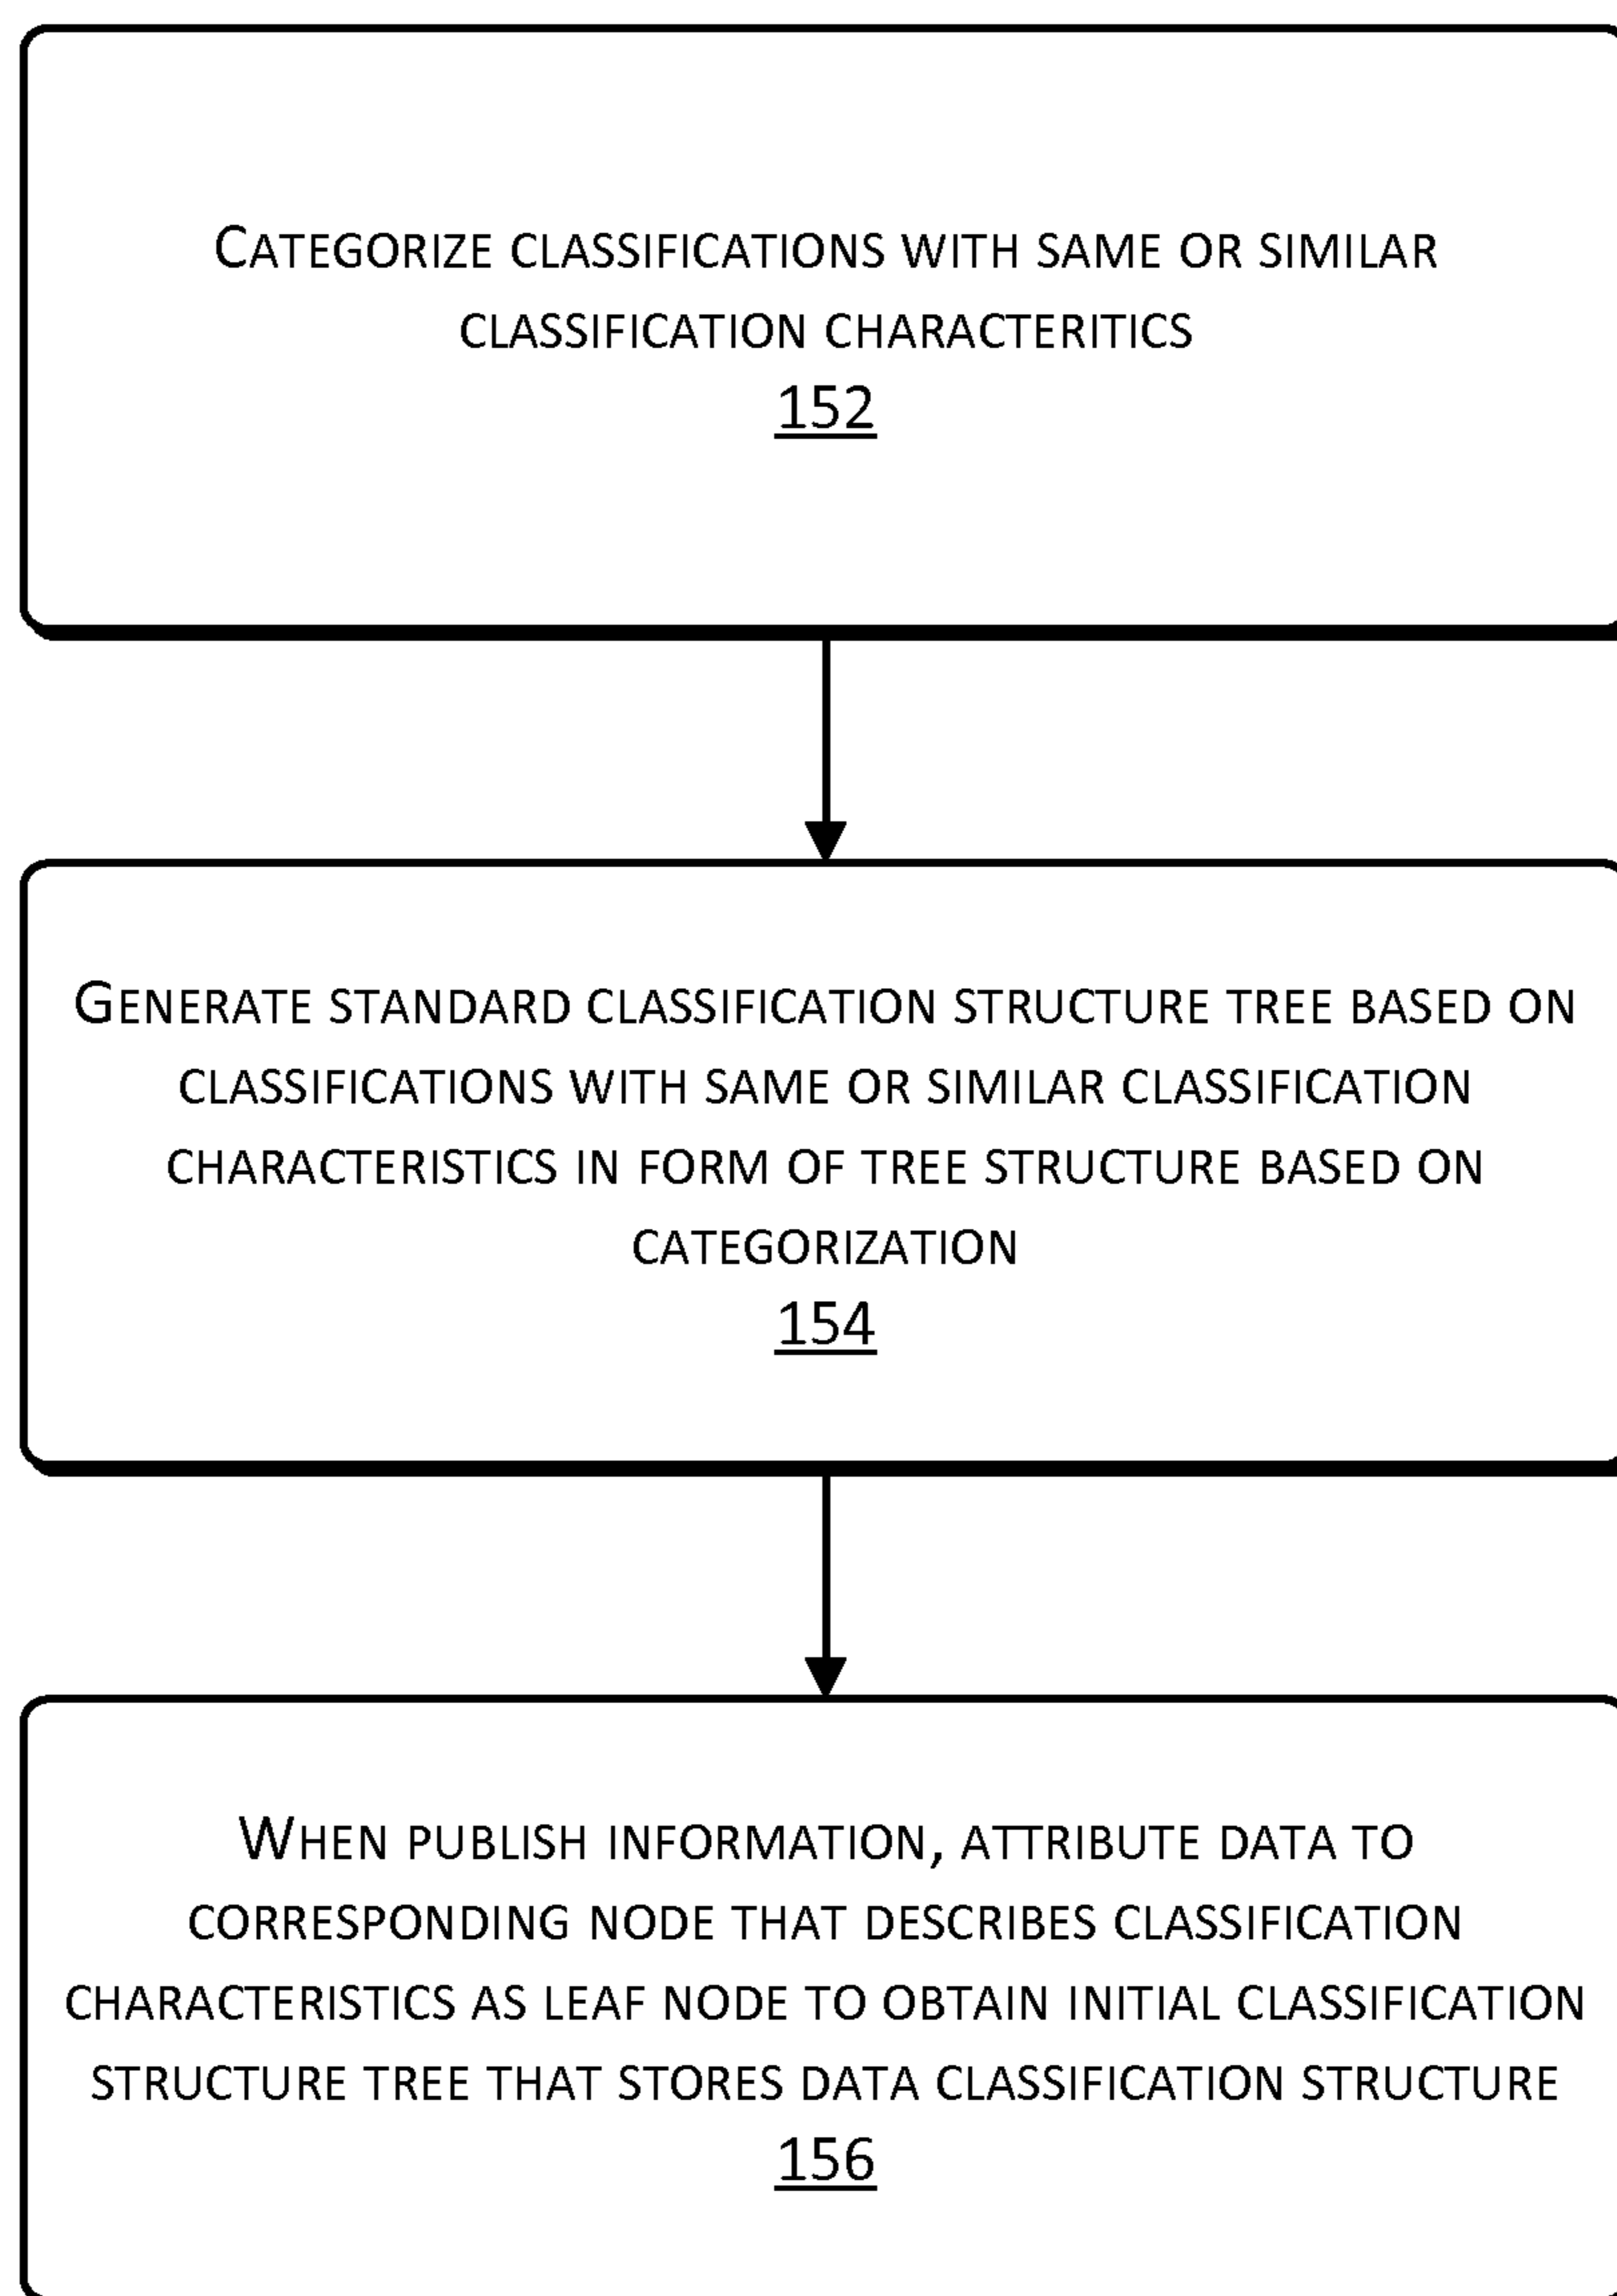 CATEGORIZE CLASSIFICATIONS WITH SAME OR SIMILAR
CLASSIFICATION CHARACTERITICS
152
GENERATE STANDARD CLASSIFICATION STRUCTURE TREE BASED ON
CLASSIFICATIONS WITH SAME OR SIMILAR CLASSIFICATION
CHARACTERISTICS IN FORM OF TREE STRUCTURE BASED ON
CATEGORIZATION
154
WHEN PUBLISH INFORMATION, ATTRIBUTE DATA TO
CORRESPONDING NODE THAT DESCRIBES CLASSIFICATION
CHARACTERISTICS AS LEAF NODE TO OBTAIN INITIAL CLASSIFICATION
STRUCTURE TREE THAT STORES DATA CLASSIFICATION STRUCTURE
156